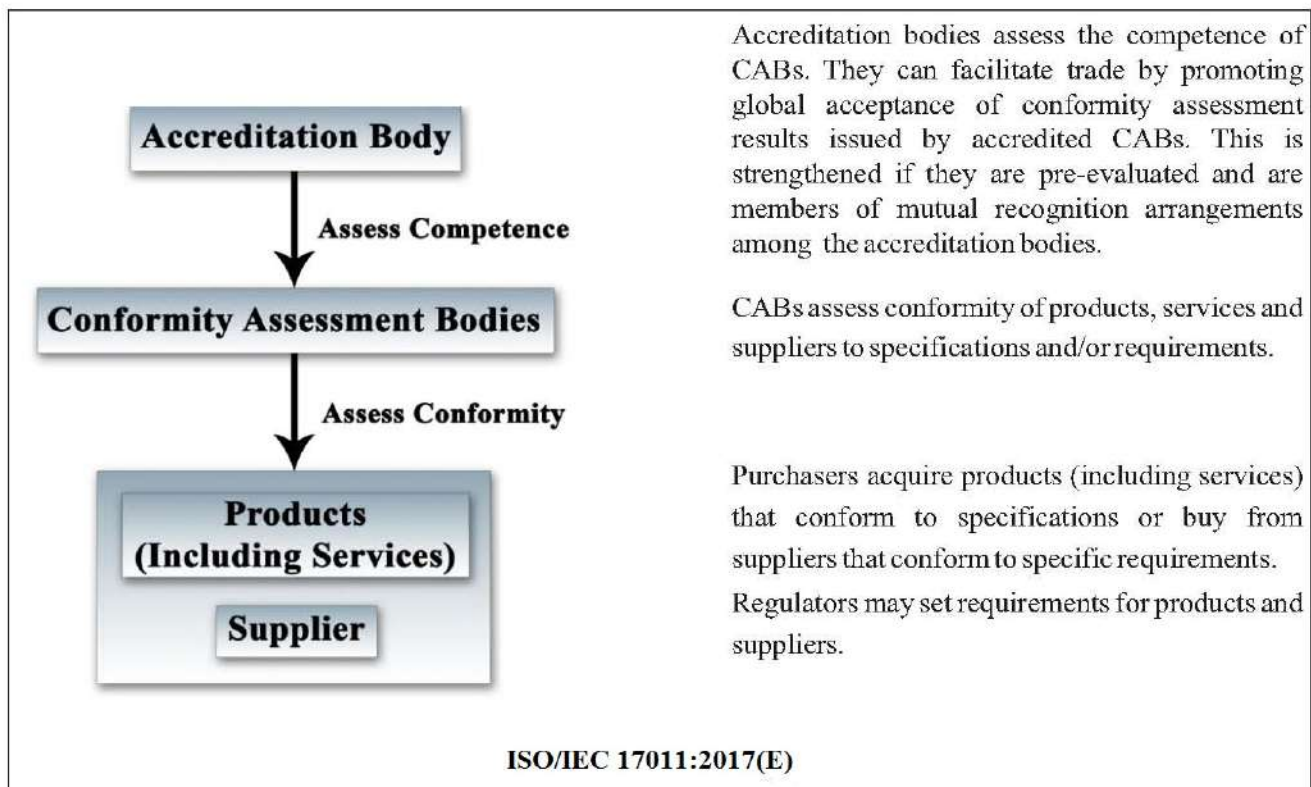 Accreditation Body
Assess Competence
Conformity Assessment Bodies
Assess Conformity
Products
(Including Services)
Supplier
Accreditation bodies assess the competence of
CABs. They can facilitate trade by promoting
global acceptance of conformity assessment
results issued by accredited CABs. This is
strengthened if they are pre-evaluated and are
members of mutual recognition arrangements
among the accreditation bodies.
CABs assess conformity of products, services and
suppliers to specifications and/or requirements.
Purchasers acquire products (including services)
that conform to specifications or buy from
suppliers that conform to specific requirements.
Regulators may set requirements for products and
suppliers.
ISO/IEC 17011:2017(E)